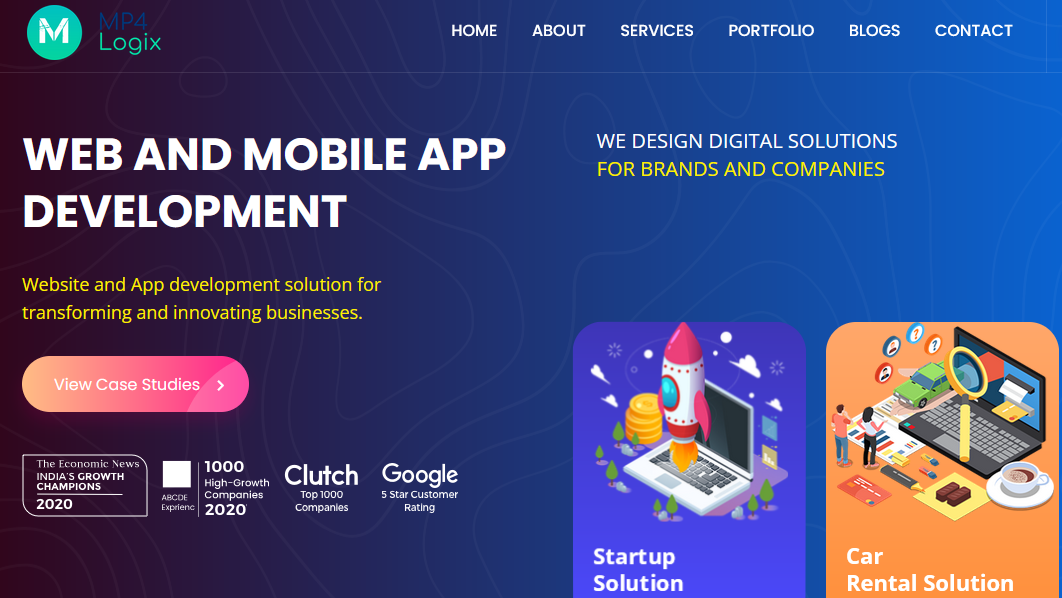 MP4
Logix
HOME
ABOUT
SERVICES
PORTFOLIO
BLOGS
CONTACT
WEB AND MOBILE APP
DEVELOPMENT
WE DESIGN DIGITAL SOLUTIONS
FOR BRANDS AND COMPANIES
Website and App development solution for
transforming and innovating businesses.
View Case Studies
The Economic News
INDIA'S GROWTH
CHAMPIONS
2020
ABCDE
Exprienc
1000
High-Growth
Companies
2020
Clutch
Top 1000
Companies
Google
5 Star Customer
Rating
Startup
Solution
Car
Rental Solution